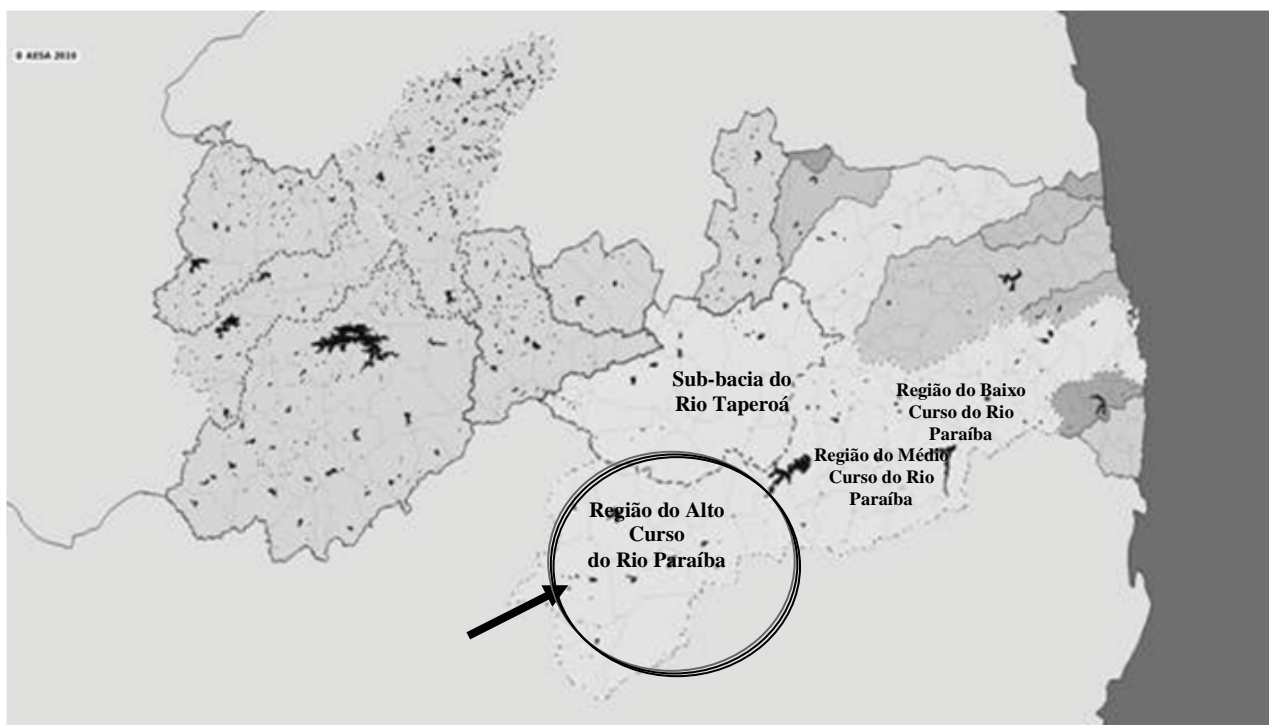 © AESA 2010
Sub-bacia do
Rio Taperoá
Região do Baixo
Curso do Rio
Paraíba
Região do Médio
Curso do Rio
Paraíba
Região do Alto
Curso
do Rio Paraíba